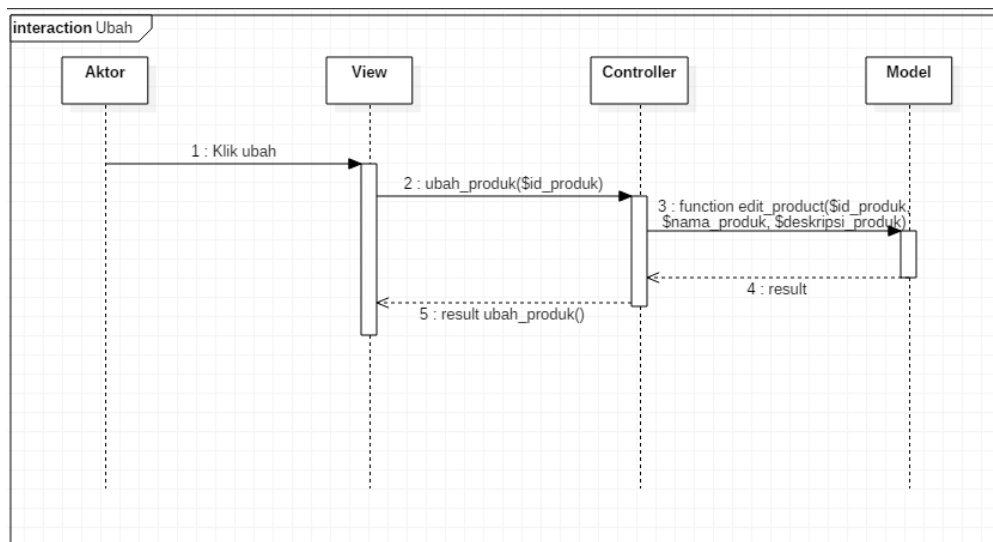 interaction Ubah
Aktor
View
Controller
Model
1 : Klik ubah
2 : ubah_produk($id_produk)
3 : function edit_product($id_produk,
$nama_produk, $deskripsi_produk)
4 : result
5 : result ubah_produk()